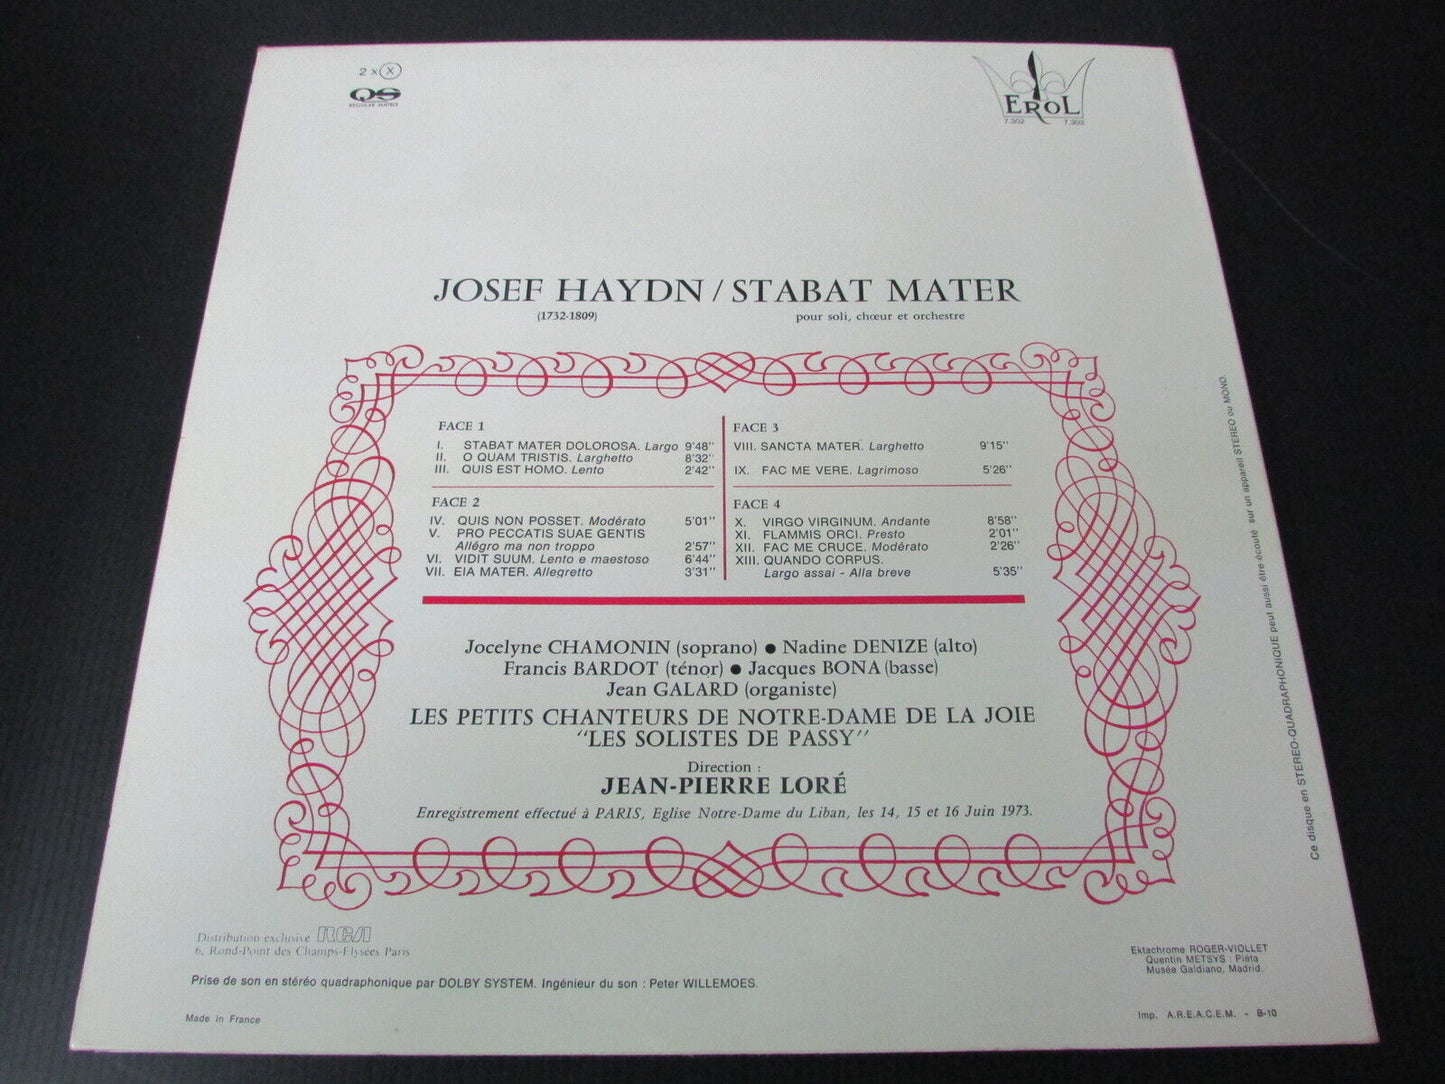 2 x X
QS
REGULAR MATRIX
EROL
7.302 7.303
JOSEF HAYDN / STABAT MATER
(1732-1809) pour soli, chœur et orchestre
FACE 1
I. STABAT MATER DOLOROSA. Largo 9'48''
II. O QUAM TRISTIS. Larghetto 8'32''
III. QUIS EST HOMO. Lento 2'42''
FACE 2
IV. QUIS NON POSSET. Modérato 5'01''
V. PRO PECCATIS SUAE GENTIS
Allégro ma non troppo 2'57''
VI. VIDIT SUUM. Lento e maestoso 6'44''
VII. EIA MATER. Allegretto 3'31''
FACE 3
VIII. SANCTA MATER. Larghetto 9'15''
IX. FAC ME VERE. Lagrimoso 5'26''
FACE 4
X. VIRGO VIRGINUM. Andante 8'58''
XI. FLAMMIS ORCI. Presto 2'01''
XII. FAC ME CRUCE. Modérato 2'26''
XIII. QUANDO CORPUS.
Largo assai - Alla breve 5'35''
Jocelyne CHAMONIN (soprano) ● Nadine DENIZE (alto)
Francis BARDOT (ténor) ● Jacques BONA (basse)
Jean GALARD (organiste)
LES PETITS CHANTEURS DE NOTRE-DAME DE LA JOIE
"LES SOLISTES DE PASSY"
Direction :
JEAN-PIERRE LORÉ
Enregistrement effectué à PARIS, Eglise Notre-Dame du Liban, les 14, 15 et 16 Juin 1973.
Ce disque en STEREO-QUADRAPHONIQUE peut aussi être écouté sur un appareil STEREO ou MONO
Distribution exclusive RCA
6, Rond-Point des Champs-Elysées Paris
Prise de son en stéréo quadraphonique par DOLBY SYSTEM. Ingénieur du son : Peter WILLEMOES.
Made in France
Ektachrome ROGER-VIOLLET
Quentin METSYS : Piéta
Musée Galdiano, Madrid.
Imp. A.R.E.A.C.E.M. - B-10